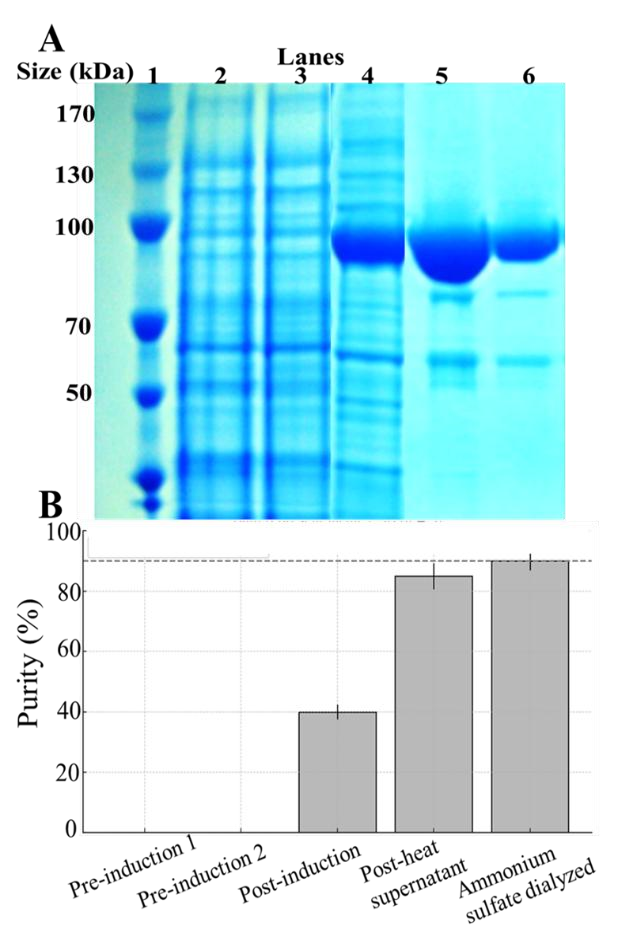 A
Lanes
Size (kDa) 1 2 3 4 5 6
170
130
100
70
50
B
100
80
60
40
20
0
Purity (%)
Pre-induction 1
Pre-induction 2
Post-induction
Post-heat
supernatant
Ammonium
sulfate dialyzed